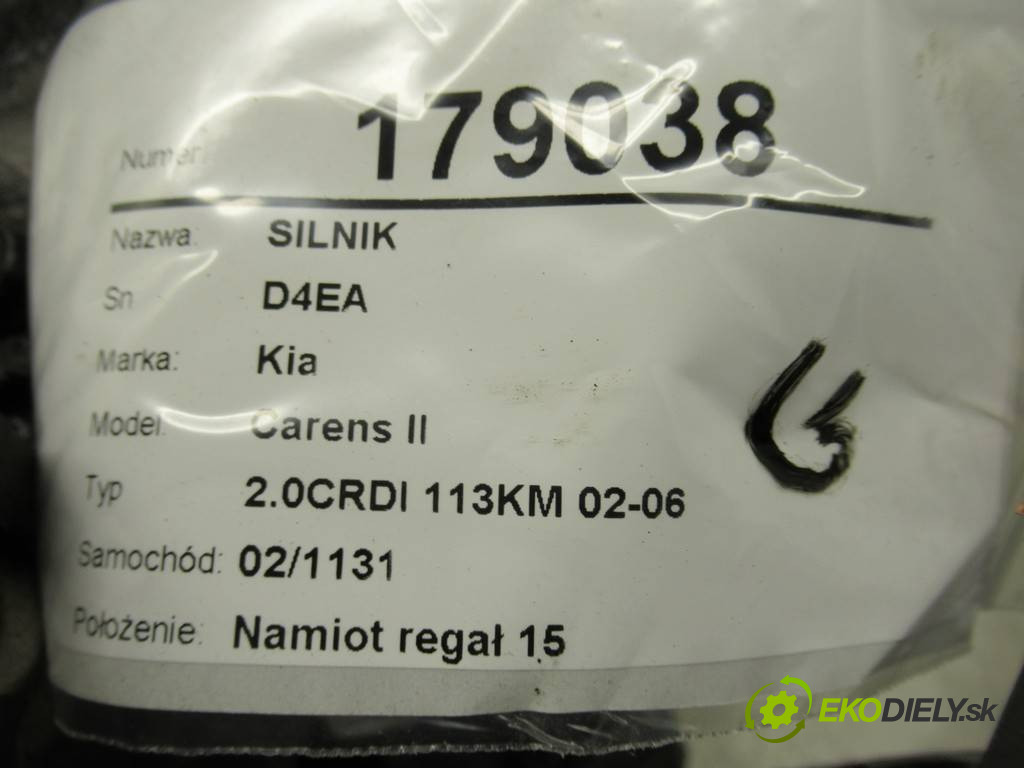 Numer 179038
Nazwa: SILNIK
Sn D4EA
Marka: Kia
Model: Carens II
Typ 2.0CRDI 113KM 02-06
Samochód: 02/1131
Położenie: Namiot regał 15
EKODIELY.sk